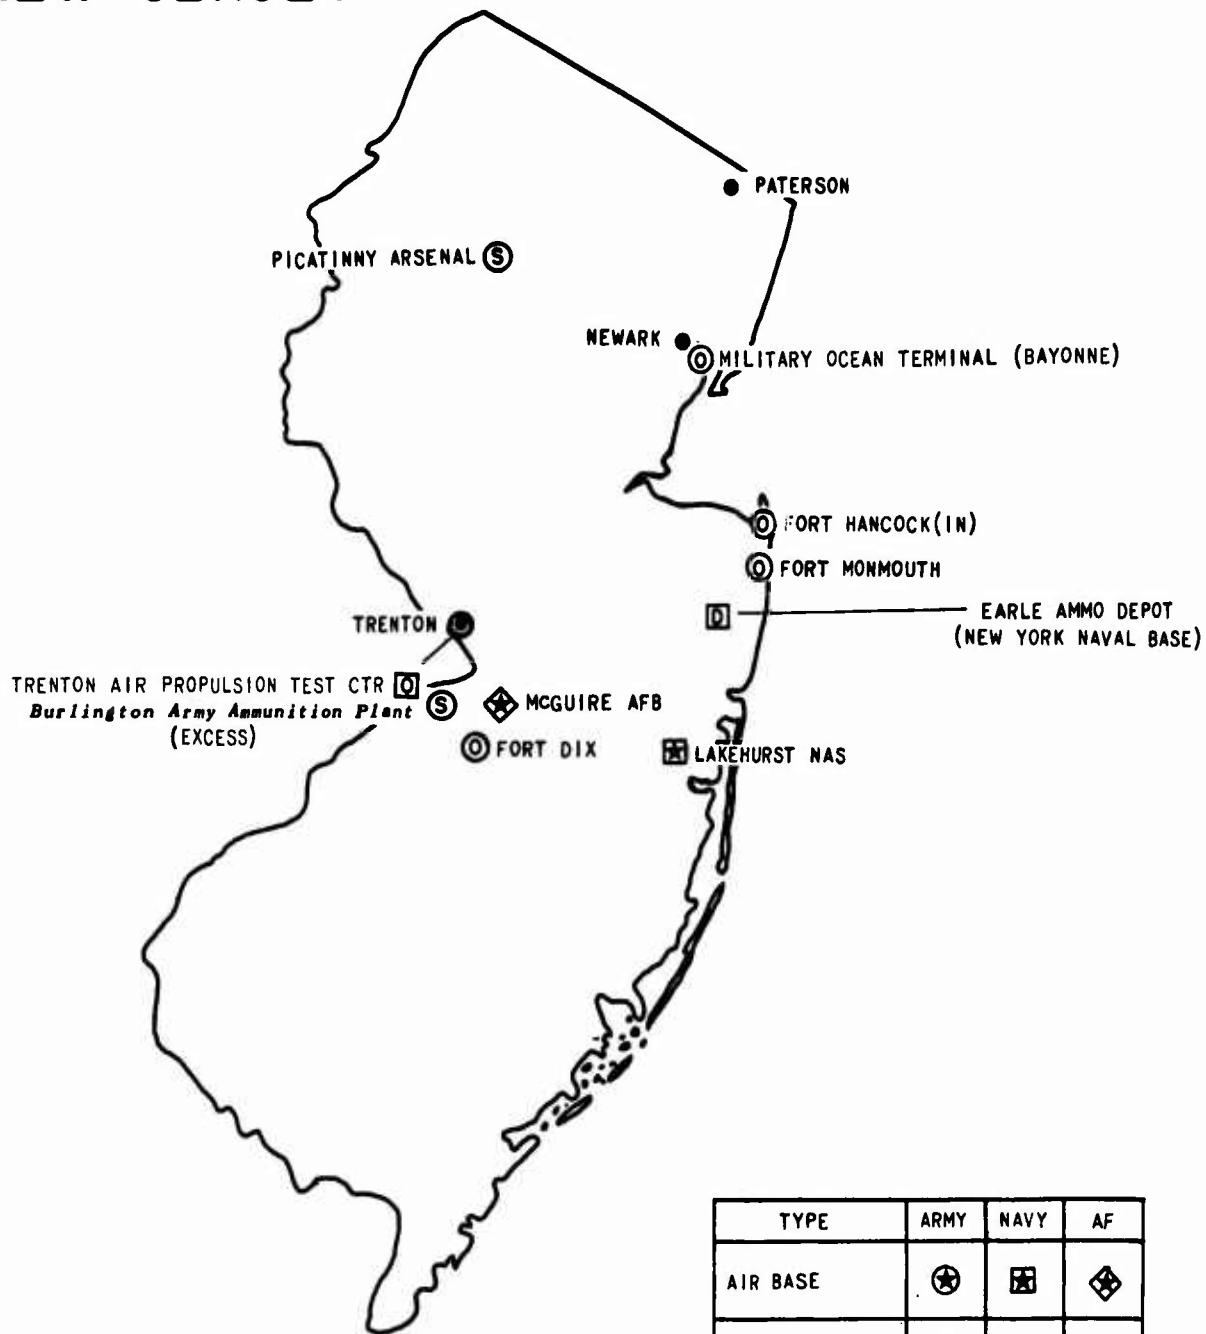 PATERSON
PICATINNY ARSENAL Ⓢ
NEWARK
O MILITARY OCEAN TERMINAL (BAYONNE)
O FORT HANCOCK(IN)
O FORT MONMOUTH
TRENTON
D
EARLE AMMO DEPOT
(NEW YORK NAVAL BASE)
TRENTON AIR PROPULSION TEST CTR O
Burlington Army Ammunition Plant Ⓢ
(EXCESS)
McGUIRE AFB
O FORT DIX
LAKEHURST NAS
TYPE ARMY NAVY AF
AIR BASE